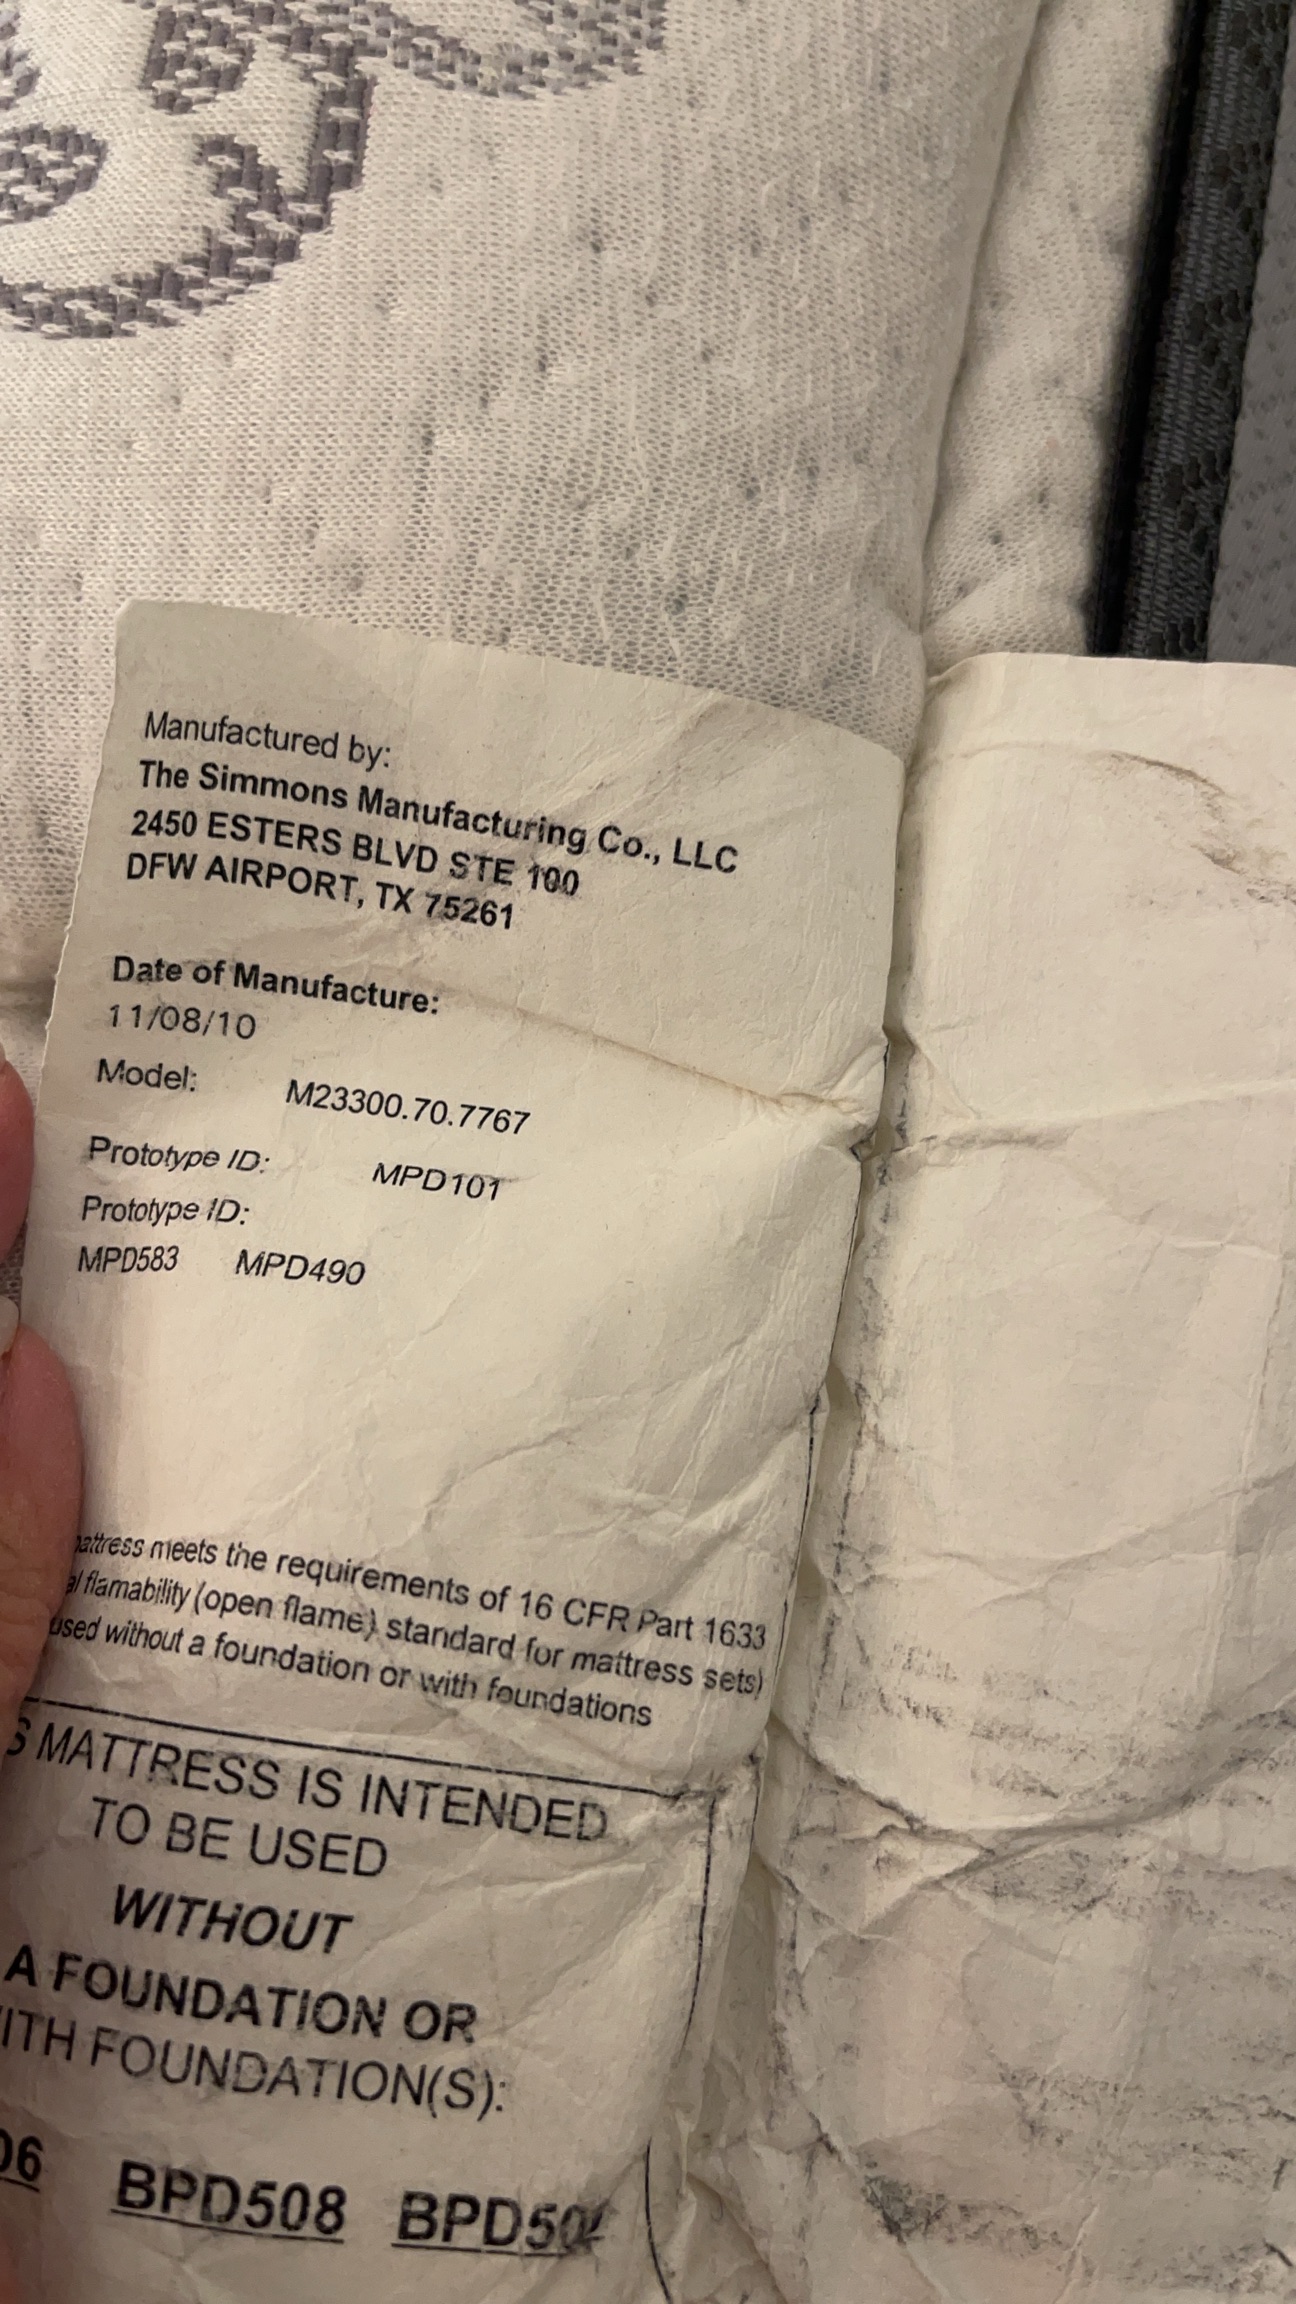 Manufactured by:
The Simmons Manufacturing Co., LLC
2450 ESTERS BLVD STE 100
DFW AIRPORT, TX 75261
Date of Manufacture:
11/08/10
Model: M23300.70.7767
Prototype ID: MPD101
Prototype ID:
MPD583 MPD490
meets the requirements of 16 CFR Part 1633
flamability (open flame) standard for mattress sets)
used without a foundation or with foundations
MATTRESS IS INTENDED
TO BE USED
WITHOUT
A FOUNDATION OR
FOUNDATION(S):
BPD508